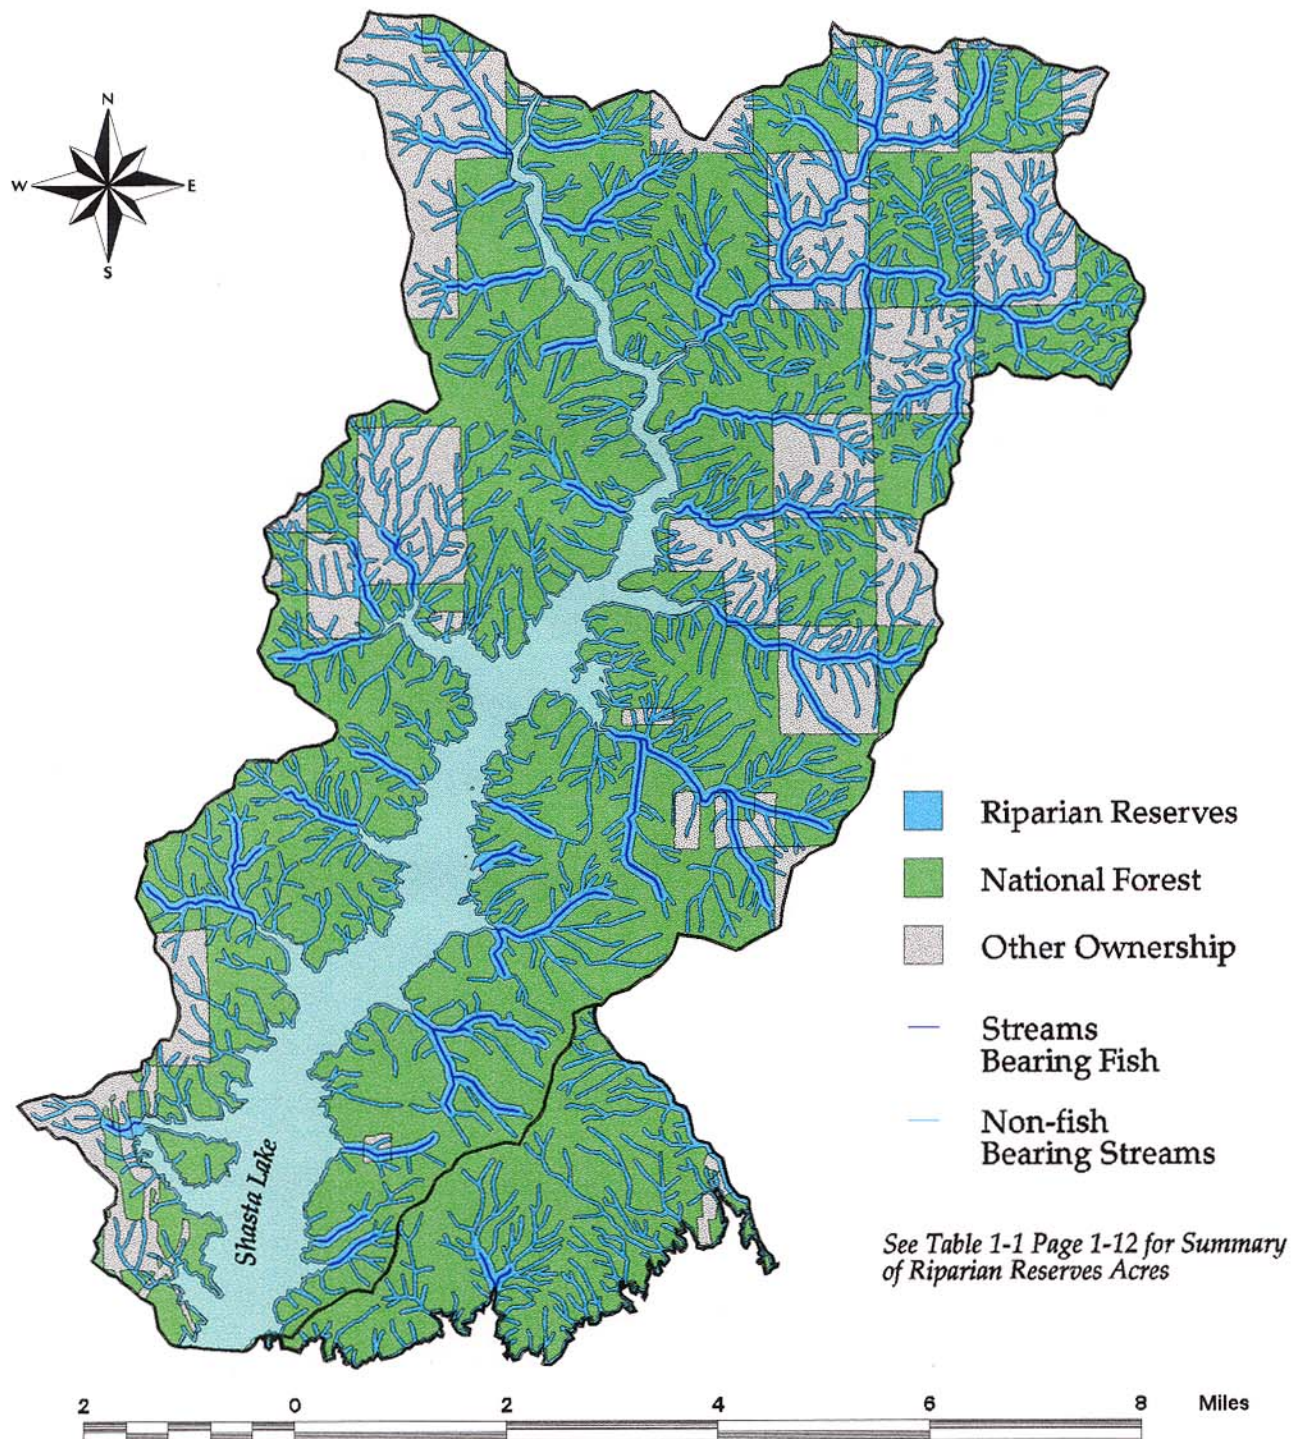 N
W
E
S
Riparian Reserves
National Forest
Other Ownership
Streams
Bearing Fish
Non-fish
Bearing Streams
Shasta Lake
See Table 1-1 Page 1-12 for Summary
of Riparian Reserves Acres
2 0 2 4 6 8 Miles